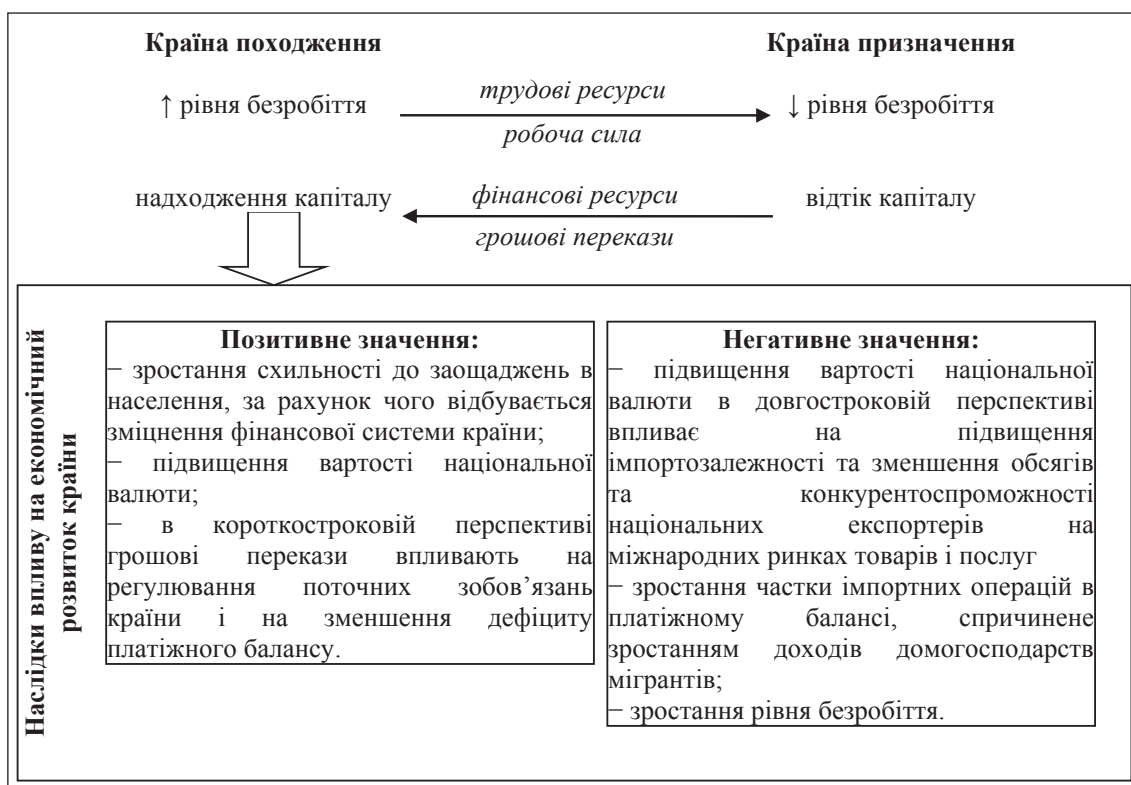 Країна походження
Країна призначення
↑ рівня безробіття
трудові ресурси
робоча сила
↓ рівня безробіття
надходження капіталу
фінансові ресурси
грошові перекази
відтік капіталу
Наслідки впливу на економічний
розвиток країни
Позитивне значення:
− зростання схильності до заощаджень в
населення, за рахунок чого відбувається
зміцнення фінансової системи країни;
− підвищення вартості національної
валюти;
− в короткостроковій перспективі
грошові перекази впливають на
регулювання поточних зобов’язань
країни і на зменшення дефіциту
платіжного балансу.
Негативне значення:
− підвищення вартості національної
валюти в довгостроковій перспективі
впливає на підвищення
імпортозалежності та зменшення обсягів
та конкурентоспроможності
національних експортерів на
міжнародних ринках товарів і послуг
− зростання частки імпортних операцій в
платіжному балансі, спричинене
зростанням доходів домогосподарств
мігрантів;
− зростання рівня безробіття.